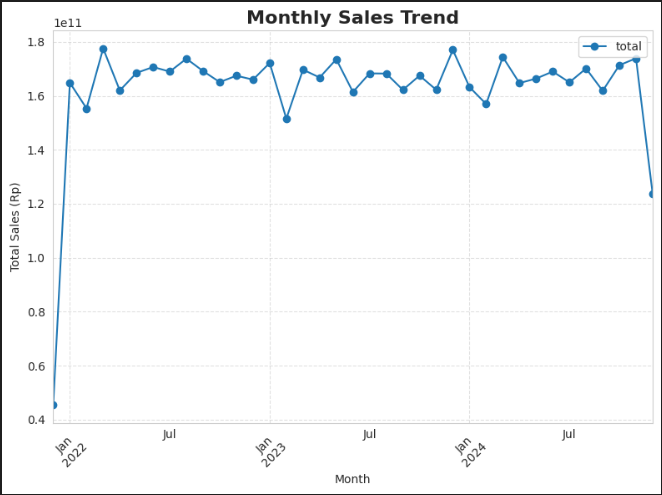 Monthly Sales Trend
1e11
total
1.8
1.6
1.4
1.2
1.0
0.8
0.6
0.4
Total Sales (Rp)
Jan
2022
Jul
Jan
2023
Jul
Jan
2024
Jul
Month